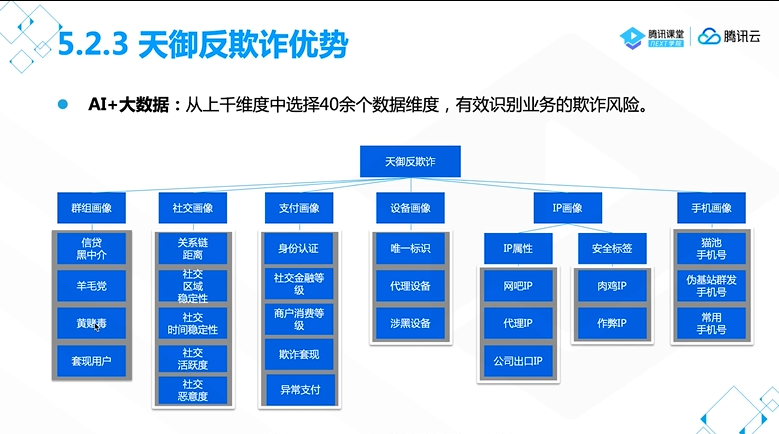 5.2.3 天御反欺诈优势
腾讯课堂
NEXT学院
腾讯云
AI+大数据：从上千维度中选择40余个数据维度，有效识别业务的欺诈风险。
天御反欺诈
群组画像
社交画像
支付画像
设备画像
IP画像
手机画像
信贷
黑中介
羊毛党
黄赌毒
套现用户
关系链
距离
社交
区域
稳定性
社交
时间稳定性
社交
活跃度
社交
恶意度
身份认证
社交金融等
级
商户消费等
级
欺诈套现
异常支付
唯一标识
代理设备
涉黑设备
IP属性
网吧IP
代理IP
公司出口IP
安全标签
肉鸡IP
作弊IP
猫池
手机号
伪基站群发
手机号
常用
手机号